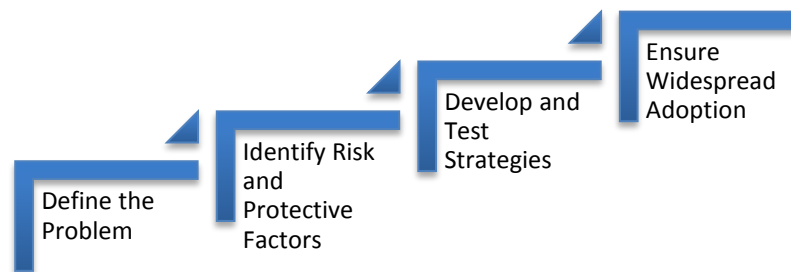 Define the
Problem
Identify Risk
and
Protective
Factors
Develop and
Test
Strategies
Ensure
Widespread
Adoption